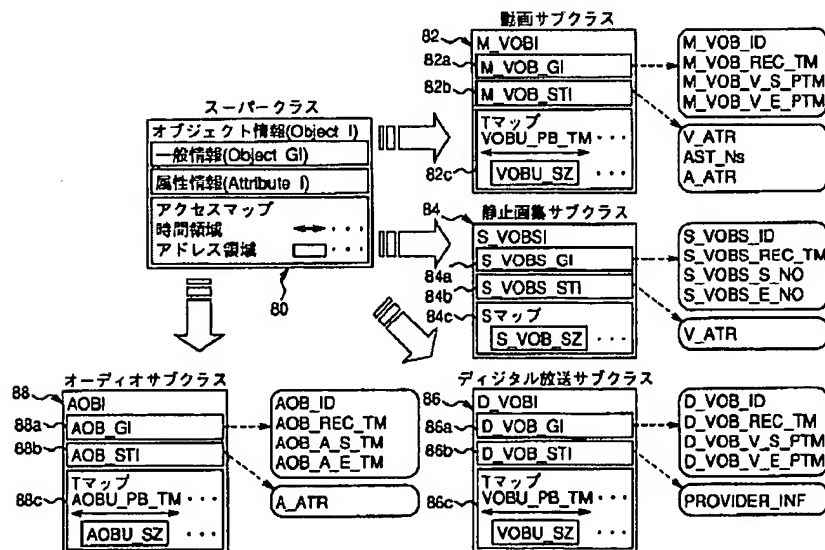 スーパークラス
オブジェクト情報(Object I)
一般情報(Object GI)
属性情報(Attribute I)
アクセスマップ
時間領域 ・・・
アドレス領域 ・・・
80
動画サブクラス
82
M_VOBI
82a
M_VOB_GI
82b
M_VOB_STI
Tマップ
VOBU_PB_TM ・・・
82c
VOBU_SZ
M_VOB_ID
M_VOB_REC_TM
M_VOB_V_S_PTM
M_VOB_V_E_PTM
V_ATR
AST_Ns
A_ATR
静止画集サブクラス
84
S_VOBSI
84a
S_VOBS_GI
84b
S_VOBS_STI
84c
Sマップ
S_VOB_SZ
S_VOBS_ID
S_VOBS_REC_TM
S_VOBS_S_NO
S_VOBS_E_NO
V_ATR
オーディオサブクラス
88
AOBI
88a
AOB_GI
88b
AOB_STI
Tマップ
AOBU_PB_TM ・・・
88c
AOBU_SZ ・・・
AOB_ID
AOB_REC_TM
AOB_A_S_TM
AOB_A_E_TM
A_ATR
ディジタル放送サブクラス
86
D_VOBI
86a
D_VOB_GI
86b
D_VOB_STI
Tマップ
VOBU_PB_TM ・・・
86c
VOBU_SZ ・・・
D_VOB_ID
D_VOB_REC_TM
D_VOB_V_S_PTM
D_VOB_V_E_PTM
PROVIDER_INF